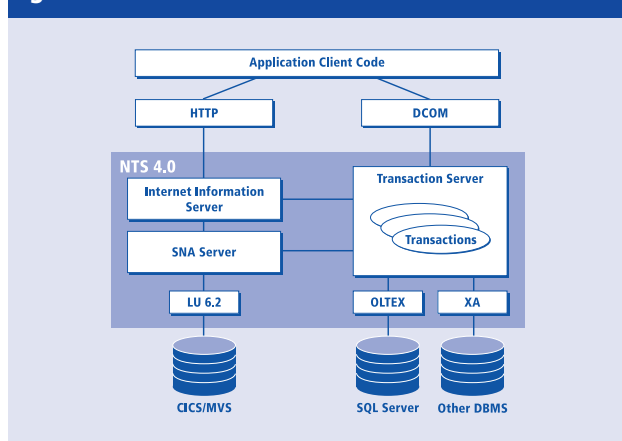 Application Client Code
HTTP
DCOM
NTS 4.0
Internet Information
Server
Transaction Server
Transactions
SNA Server
LU 6.2
OLTEX
XA
CICS/MVS
SQL Server
Other DBMS